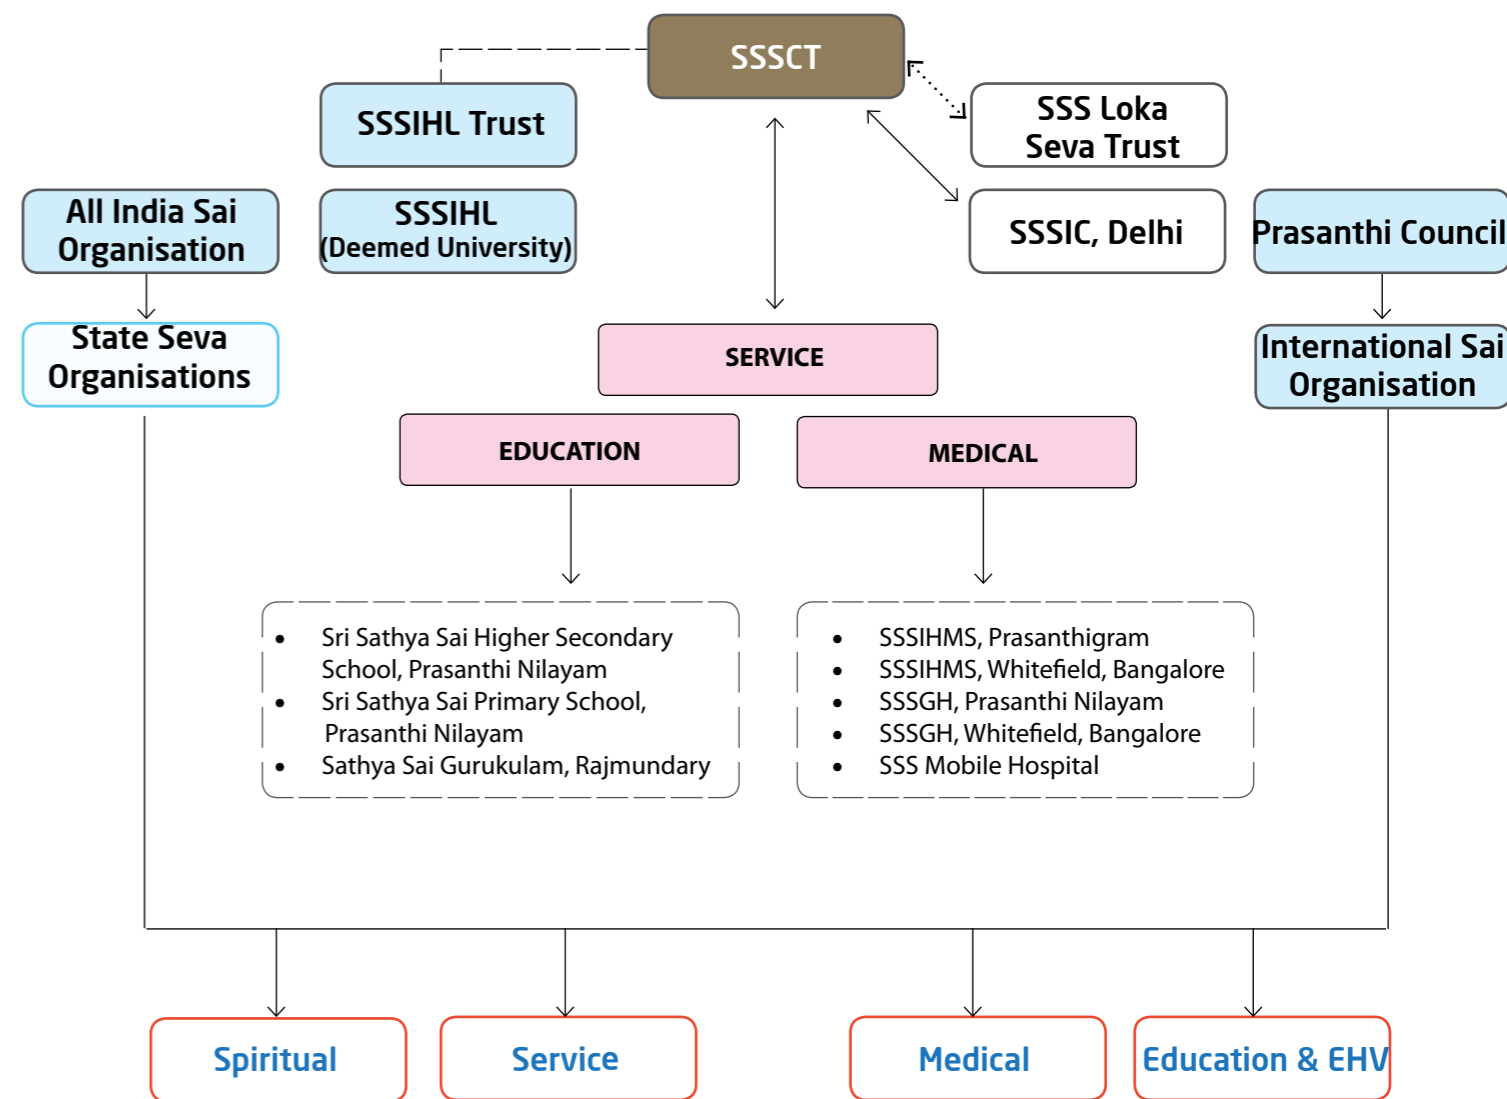 SSSCT
SSSIHL Trust
SSS Loka
Seva Trust
All India Sai
Organisation
SSSIHL
(Deemed University)
SSSIC, Delhi
Prasanthi Council
State Seva
Organisations
SERVICE
International Sai
Organisation
EDUCATION
MEDICAL
• Sri Sathya Sai Higher Secondary
School, Prasanthi Nilayam
• Sri Sathya Sai Primary School,
Prasanthi Nilayam
• Sathya Sai Gurukulam, Rajmundary
• SSSIHMS, Prasanthigram
• SSSIHMS, Whitefield, Bangalore
• SSSGH, Prasanthi Nilayam
• SSSGH, Whitefield, Bangalore
• SSS Mobile Hospital
Spiritual
Service
Medical
Education & EHV